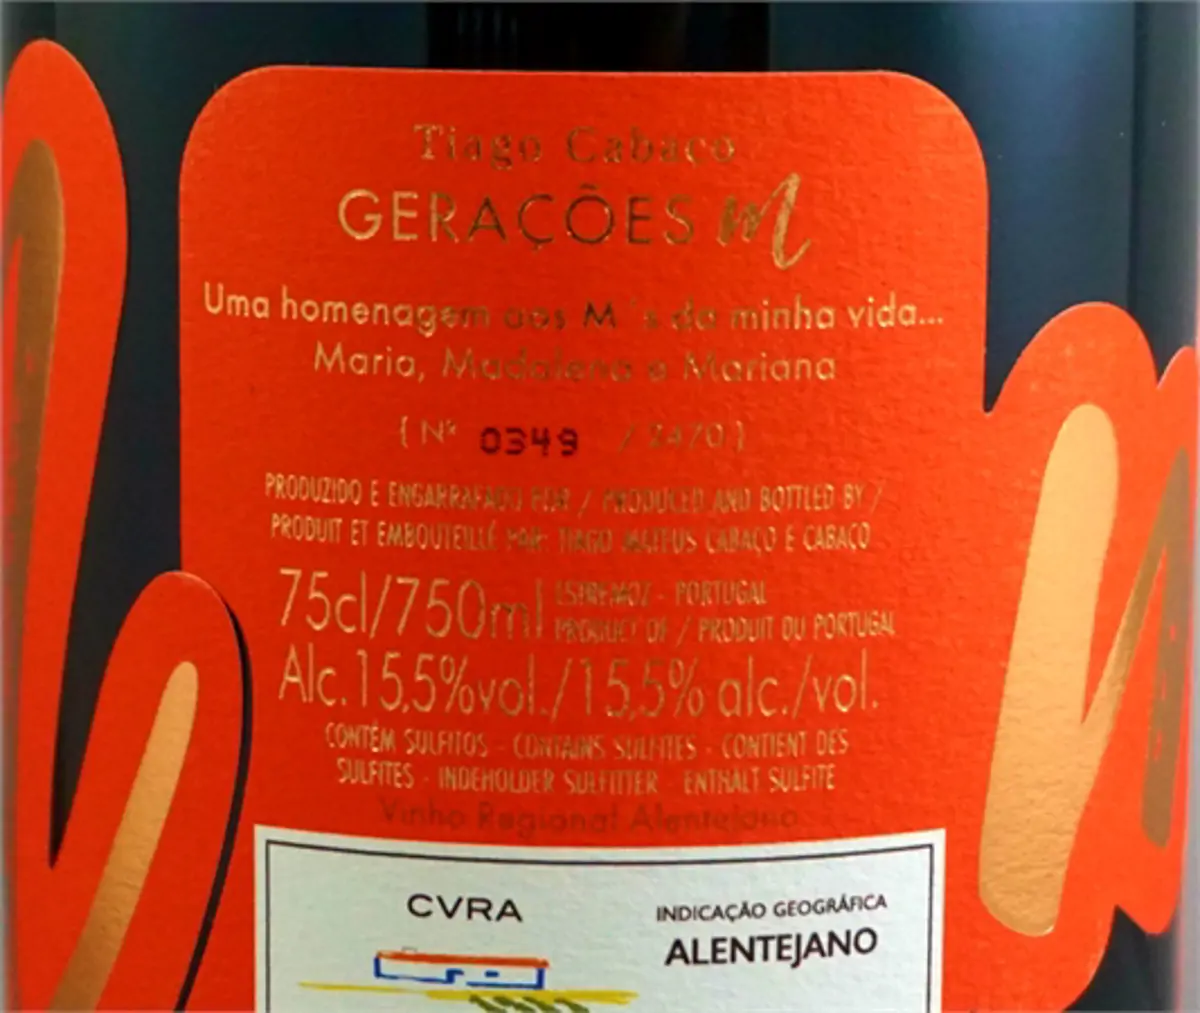 Tiago Cabaço
GERAÇÕES M
Uma homenagem aos M´s da minha vida...
Maria, Madalena e Mariana
( Nº 0349 / 2470 )
PRODUZIDO E ENGARRAFADO POR / PRODUCED AND BOTTLED BY /
PRODUIT ET EMBOUTEILLÉ PAR: TIAGO MATEUS CABAÇO E CABAÇO
75cl/750ml
ESTREMOZ - PORTUGAL
PRODUCT OF / PRODUIT DU PORTUGAL
Alc.15,5%vol./15,5% alc./vol.
CONTÉM SULFITOS - CONTAINS SULFITES - CONTIENT DES
SULFITES - INDEHOLDER SULFITTER - ENTHÄLT SULFITE
Vinho Regional Alentejano
CVRA
INDICAÇÃO GEOGRÁFICA
ALENTEJANO